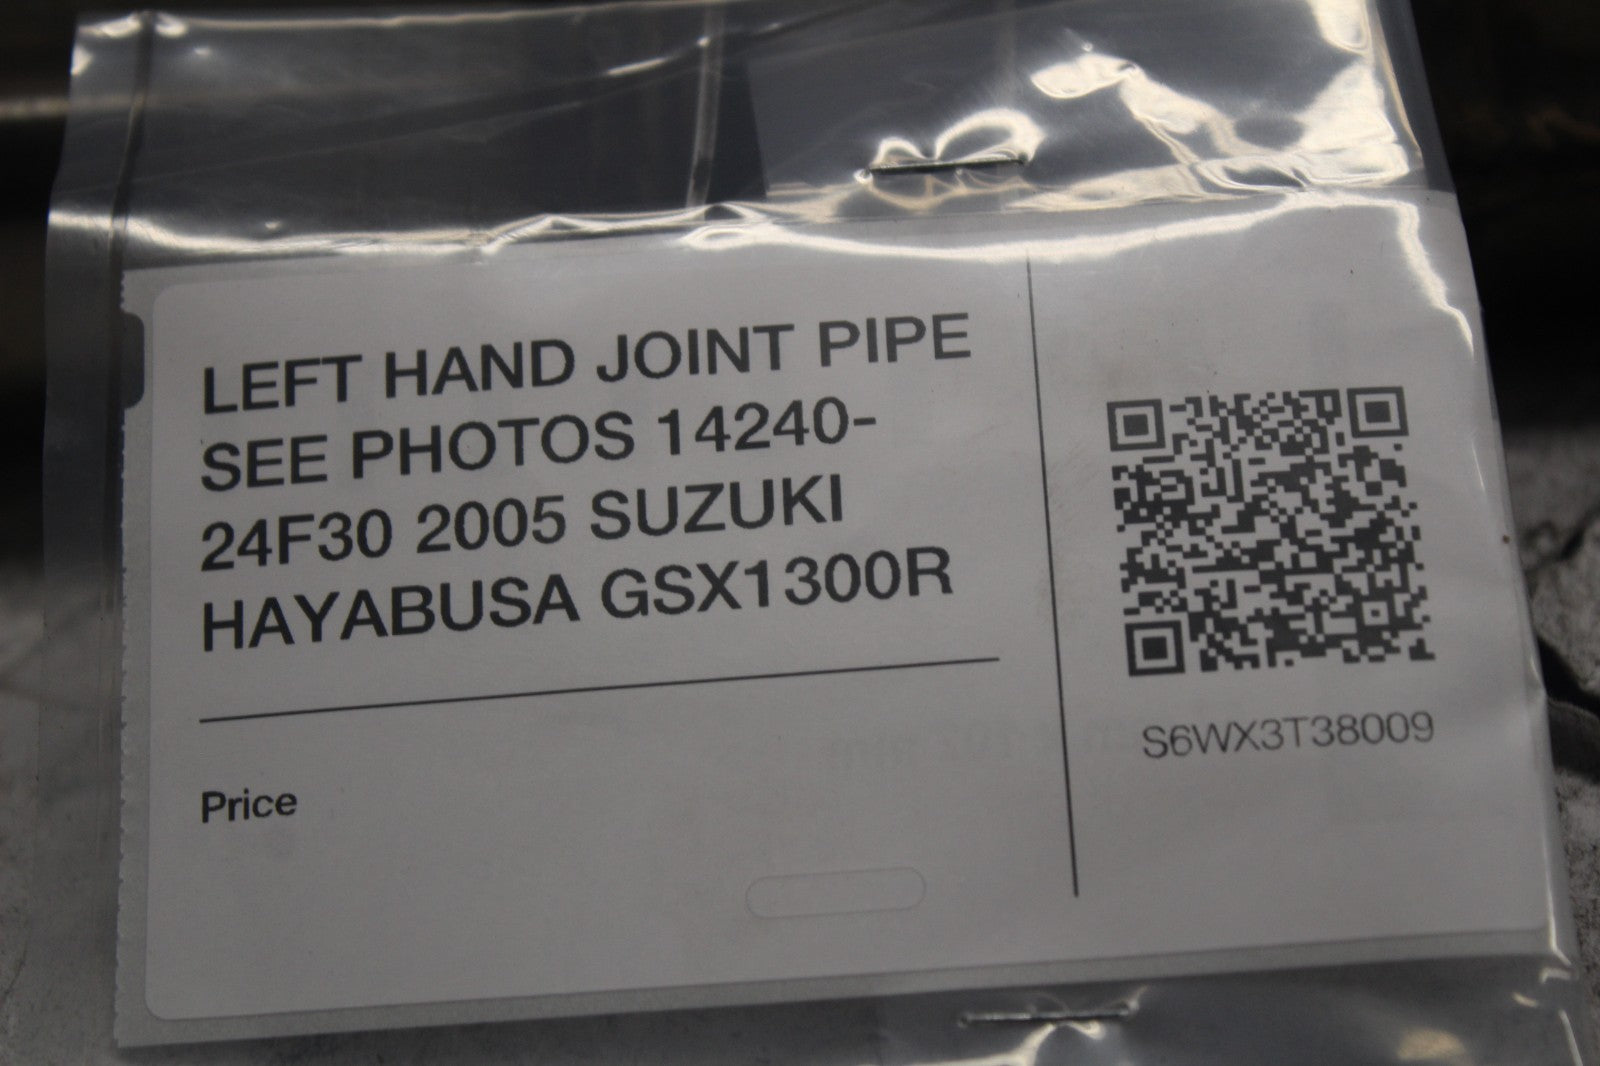 LEFT HAND JOINT PIPE
SEE PHOTOS 14240-
24F30 2005 SUZUKI
HAYABUSA GSX1300R
Price
S6WX3T38009